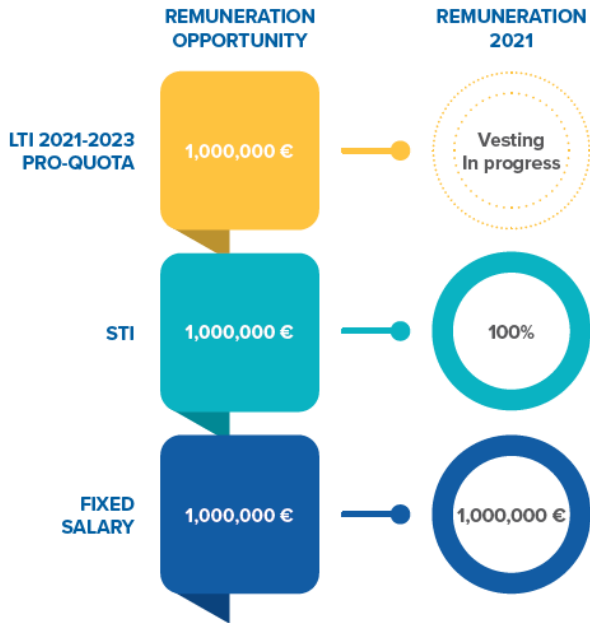 REMUNERATION
OPPORTUNITY
REMUNERATION
2021
LTI 2021-2023
PRO-QUOTA
1,000,000 €
Vesting
In progress
STI
1,000,000 €
100%
FIXED
SALARY
1,000,000 €
1,000,000 €